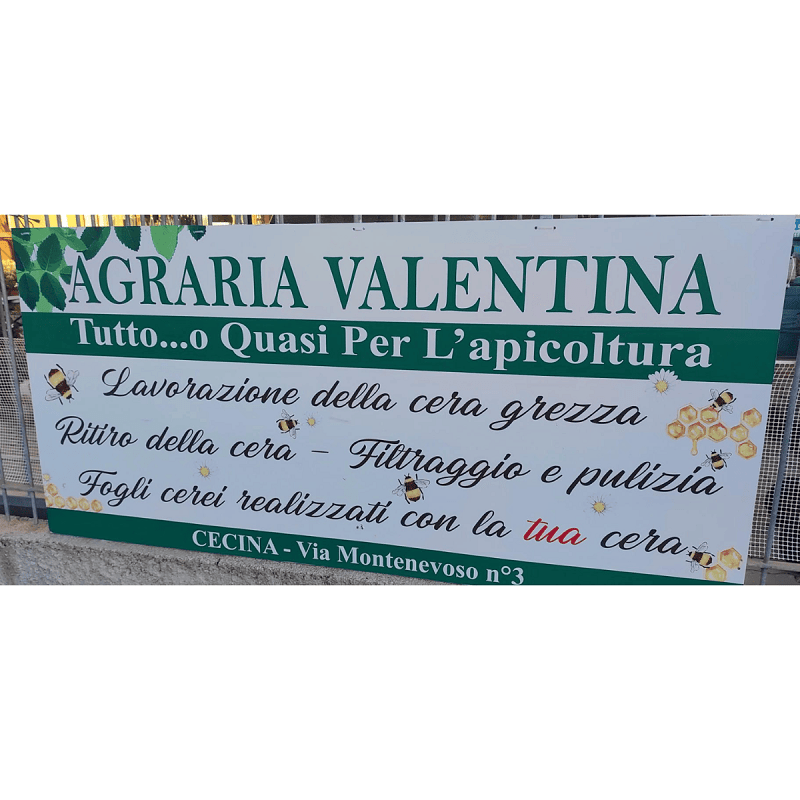 AGRARIA VALENTINA
Tutto...o Quasi Per L'apicoltura
Lavorazione della cera grezza
Ritiro della cera - Filtraggio e pulizia
Fogli cerei realizzati con la tua cera
CECINA - Via Montenevoso n°3